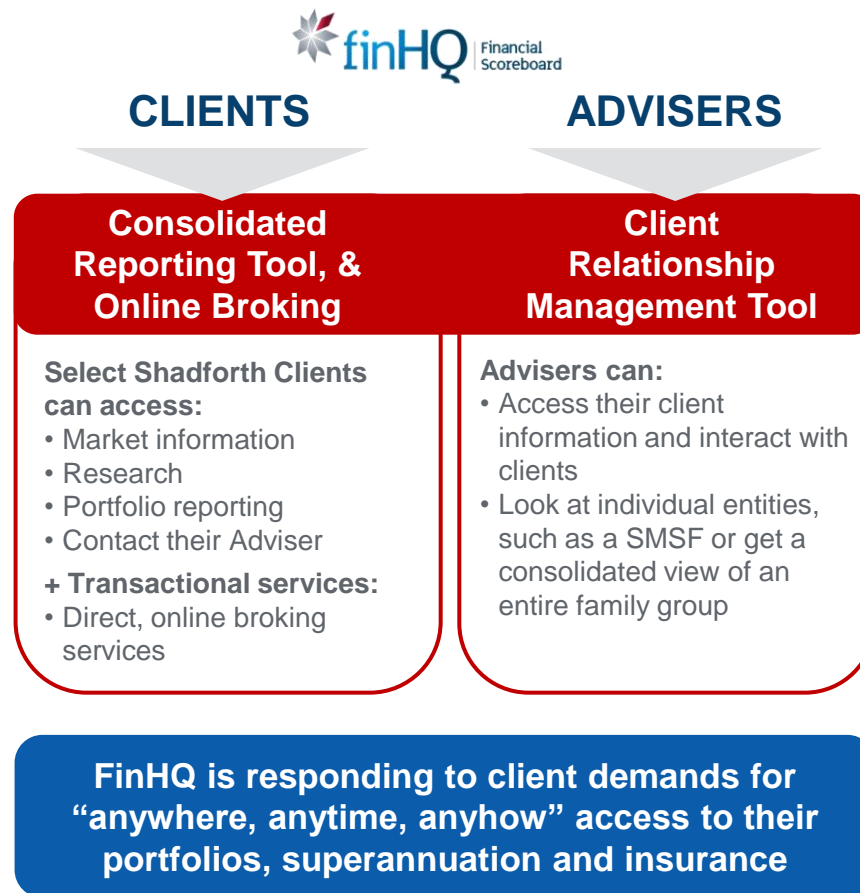 finHQ Financial
Scoreboard
CLIENTS
ADVISERS
Consolidated
Reporting Tool, &
Online Broking
Select Shadforth Clients
can access:
• Market information
• Research
• Portfolio reporting
• Contact their Adviser
+ Transactional services:
• Direct, online broking
services
Client
Relationship
Management Tool
Advisers can:
• Access their client
information and interact with
clients
• Look at individual entities,
such as a SMSF or get a
consolidated view of an
entire family group
FinHQ is responding to client demands for
“anywhere, anytime, anyhow” access to their
portfolios, superannuation and insurance